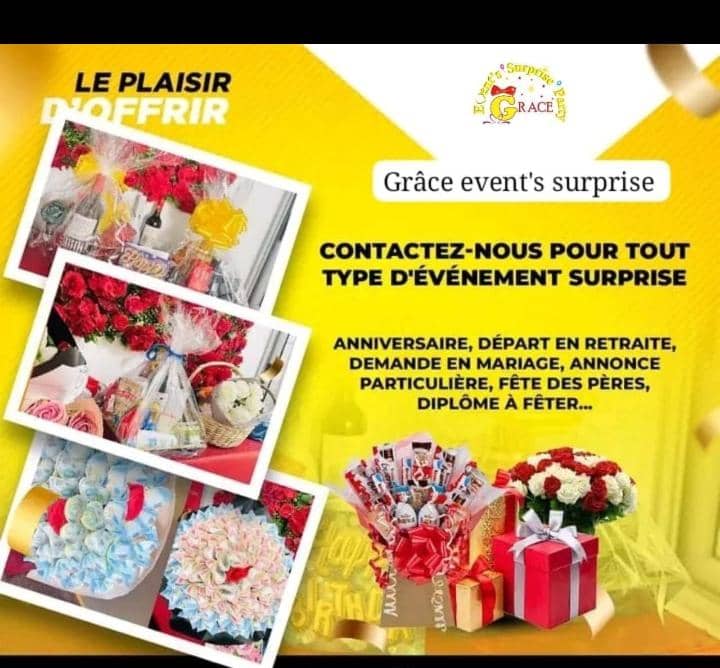 LE PLAISIR
D'OFFRIR
Event's Surprise Party
GRACE
Grâce event's surprise
CONTACTEZ-NOUS POUR TOUT
TYPE D'ÉVÉNEMENT SURPRISE
ANNIVERSAIRE, DÉPART EN RETRAITE,
DEMANDE EN MARIAGE, ANNONCE
PARTICULIÈRE, FÊTE DES PÈRES,
DIPLÔME À FÊTER...